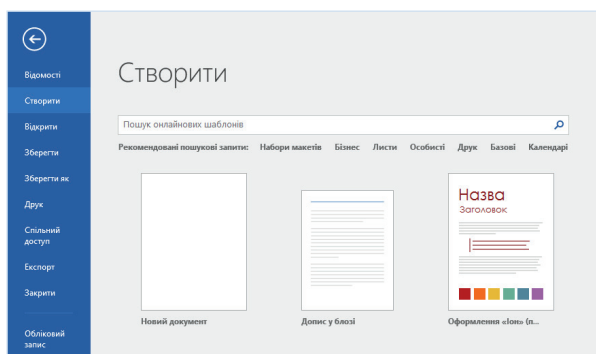 Відомості
Створити
Відкрити
Зберегти
Зберегти як
Друк
Спільний
доступ
Експорт
Закрити
Обліковий
запис
Створити
Пошук онлайнових шаблонів
Рекомендовані пошукові запити: Набори макетів Бізнес Листи Особисті Друк Базові Календарі
Назва
Заголовок
Новий документ
Допис у блозі
Оформлення «Іон» (п...